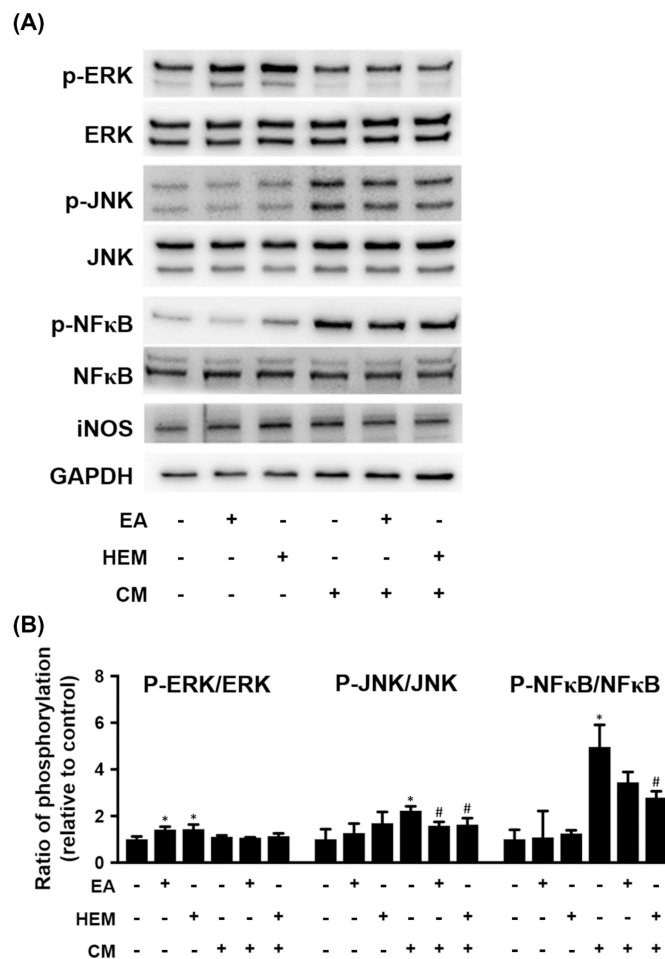 (A)
p-ERK
ERK
p-JNK
JNK
p-NFκB
NFκB
iNOS
GAPDH
EA - + - - + -
HEM - - + - - +
CM - - - + + +
(B)
P-ERK/ERK P-JNK/JNK P-NFκB/NFκB
Ratio of phosphorylation
(relative to control)
8
6
4
2
0
* * * # # * #
EA - + - - + - - + - - + - - + - - + -
HEM - - + - - + - - + - - + - - + - - +
CM - - - + + + - - - + + + - - - + + +